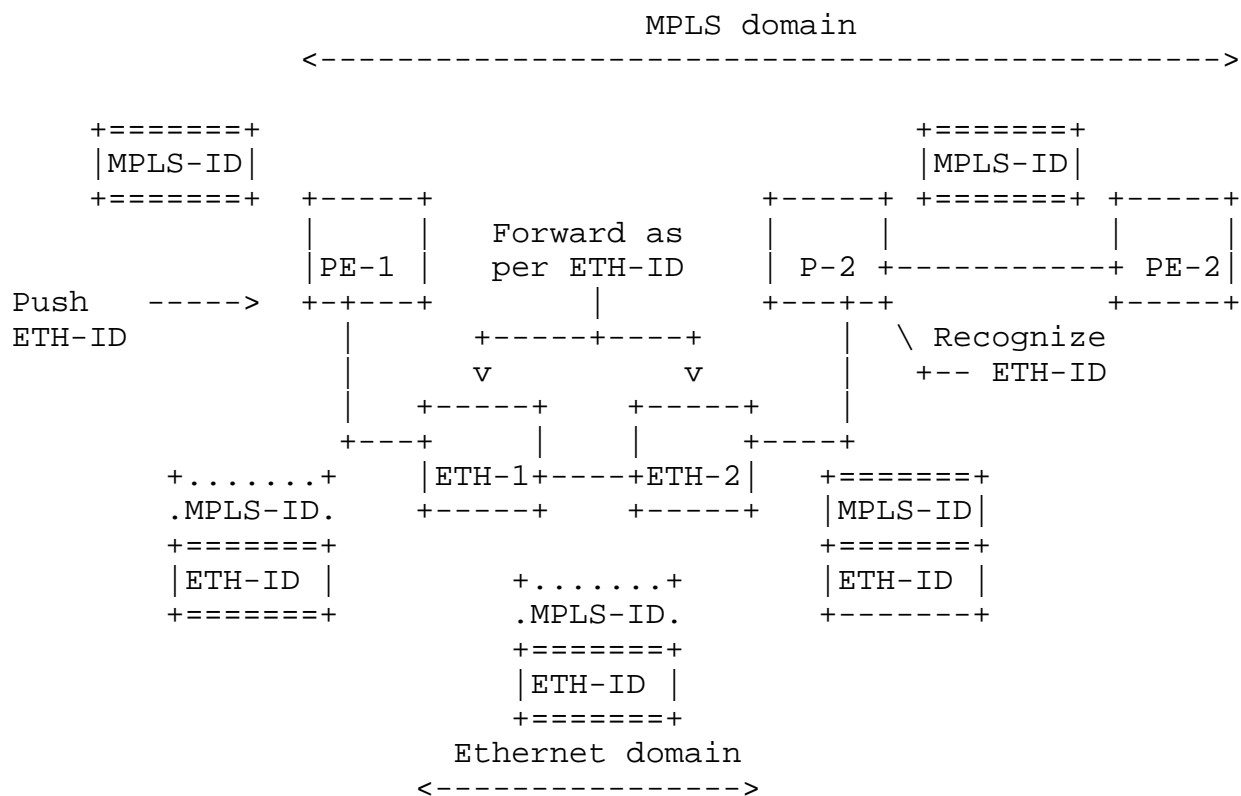 MPLS domain
MPLS-ID MPLS-ID
Forward as
PE-1 per ETH-ID P-2 PE-2
Push
ETH-ID Recognize
v v ETH-ID
ETH-1 ETH-2
MPLS-ID MPLS-ID
ETH-ID ETH-ID
MPLS-ID
ETH-ID
Ethernet domain